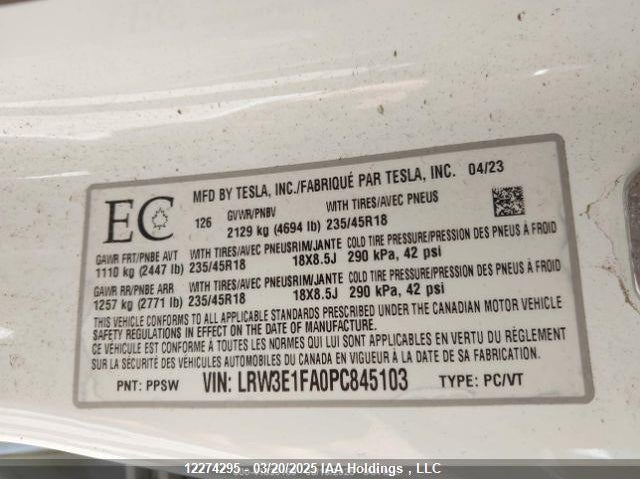 MFD BY TESLA, INC./FABRIQUÉ PAR TESLA, INC. 04/23
EC
126 GVWR/PNBV WITH TIRES/AVEC PNEUS
2129 kg (4694 lb) 235/45R18
GAWR FRT/PNBE AVT WITH TIRES/AVEC PNEUS RIM/JANTE COLD TIRE PRESSURE/PRESSION DES PNEUS À FROID
1110 kg (2447 lb) 235/45R18 18X8.5J 290 kPa, 42 psi
GAWR RR/PNBE ARR WITH TIRES/AVEC PNEUS RIM/JANTE COLD TIRE PRESSURE/PRESSION DES PNEUS À FROID
1257 kg (2771 lb) 235/45R18 18X8.5J 290 kPa, 42 psi
THIS VEHICLE CONFORMS TO ALL APPLICABLE STANDARDS PRESCRIBED UNDER THE CANADIAN MOTOR VEHICLE
SAFETY REGULATIONS IN EFFECT ON THE DATE OF MANUFACTURE.
CE VÉHICULE EST CONFORME A TOUTES LES NORMES QUI LUI SONT APPLICABLES EN VERTU DU RÈGLEMENT
SUR LA SÉCURITÉ DES VÉHICULES AUTOMOBILES DU CANADA EN VIGUEUR À LA DATE DE SA FABRICATION.
PNT: PPSW VIN: LRW3E1FA0PC845103 TYPE: PC/VT
12274295 - 03/20/2025 IAA Holdings , LLC